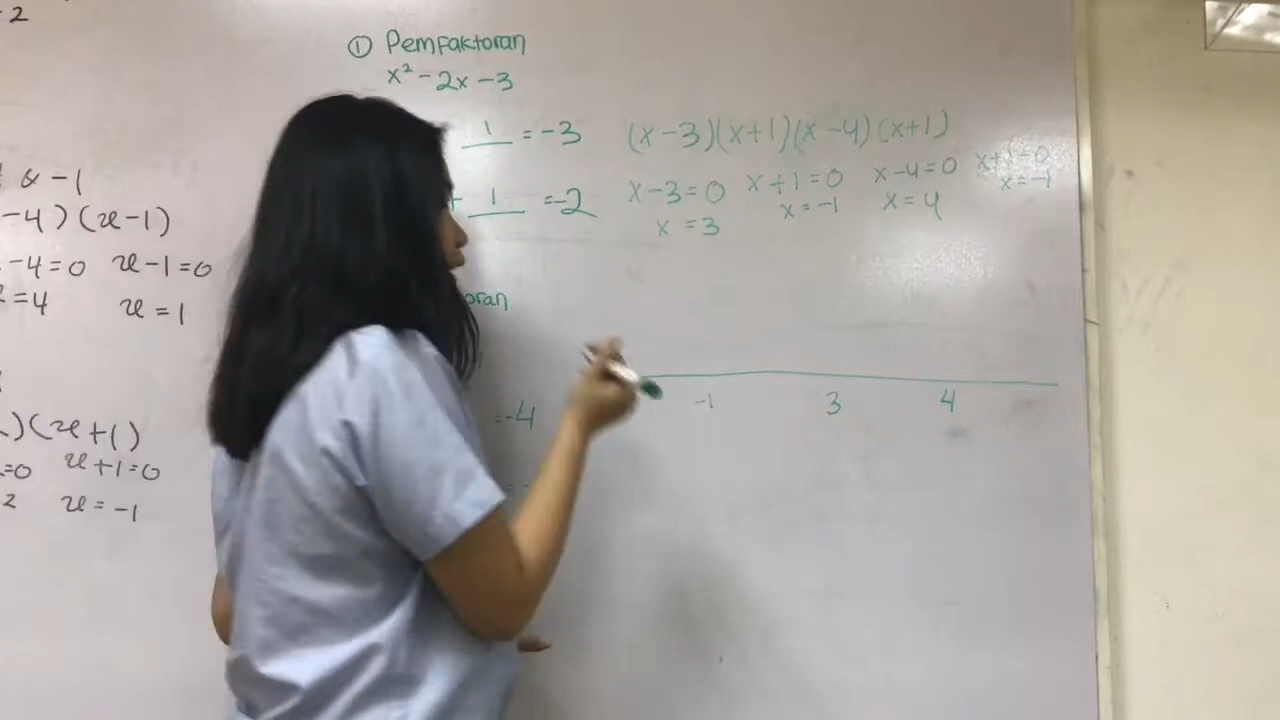 2
& -1
-4)(x-1)
-4=0 x-1=0
=4 x=1
)(x+1)
=0 x+1=0
2 x=-1
① Pemfaktoran
x²-2x-3
1 =-3
+ 1 =-2
oran
=-4
(x-3)(x+1)(x-4)(x+1)
x-3=0 x+1=0 x-4=0 x+1=0
x=3 x=-1 x=4 x=-1
-1 3 4